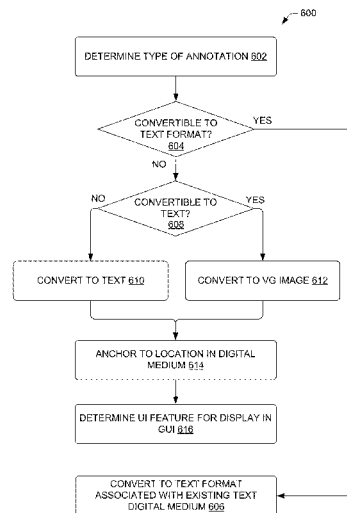 600
DETERMINE TYPE OF ANNOTATION 602
CONVERTIBLE TO
TEXT FORMAT?
604
YES
NO
NO
CONVERTIBLE TO
TEXT?
608
YES
CONVERT TO TEXT 610
CONVERT TO VG IMAGE 612
ANCHOR TO LOCATION IN DIGITAL
MEDIUM 614
DETERMINE UI FEATURE FOR DISPLAY IN
GUI 616
CONVERT TO TEXT FORMAT
ASSOCIATED WITH EXISTING TEXT
DIGITAL MEDIUM 606